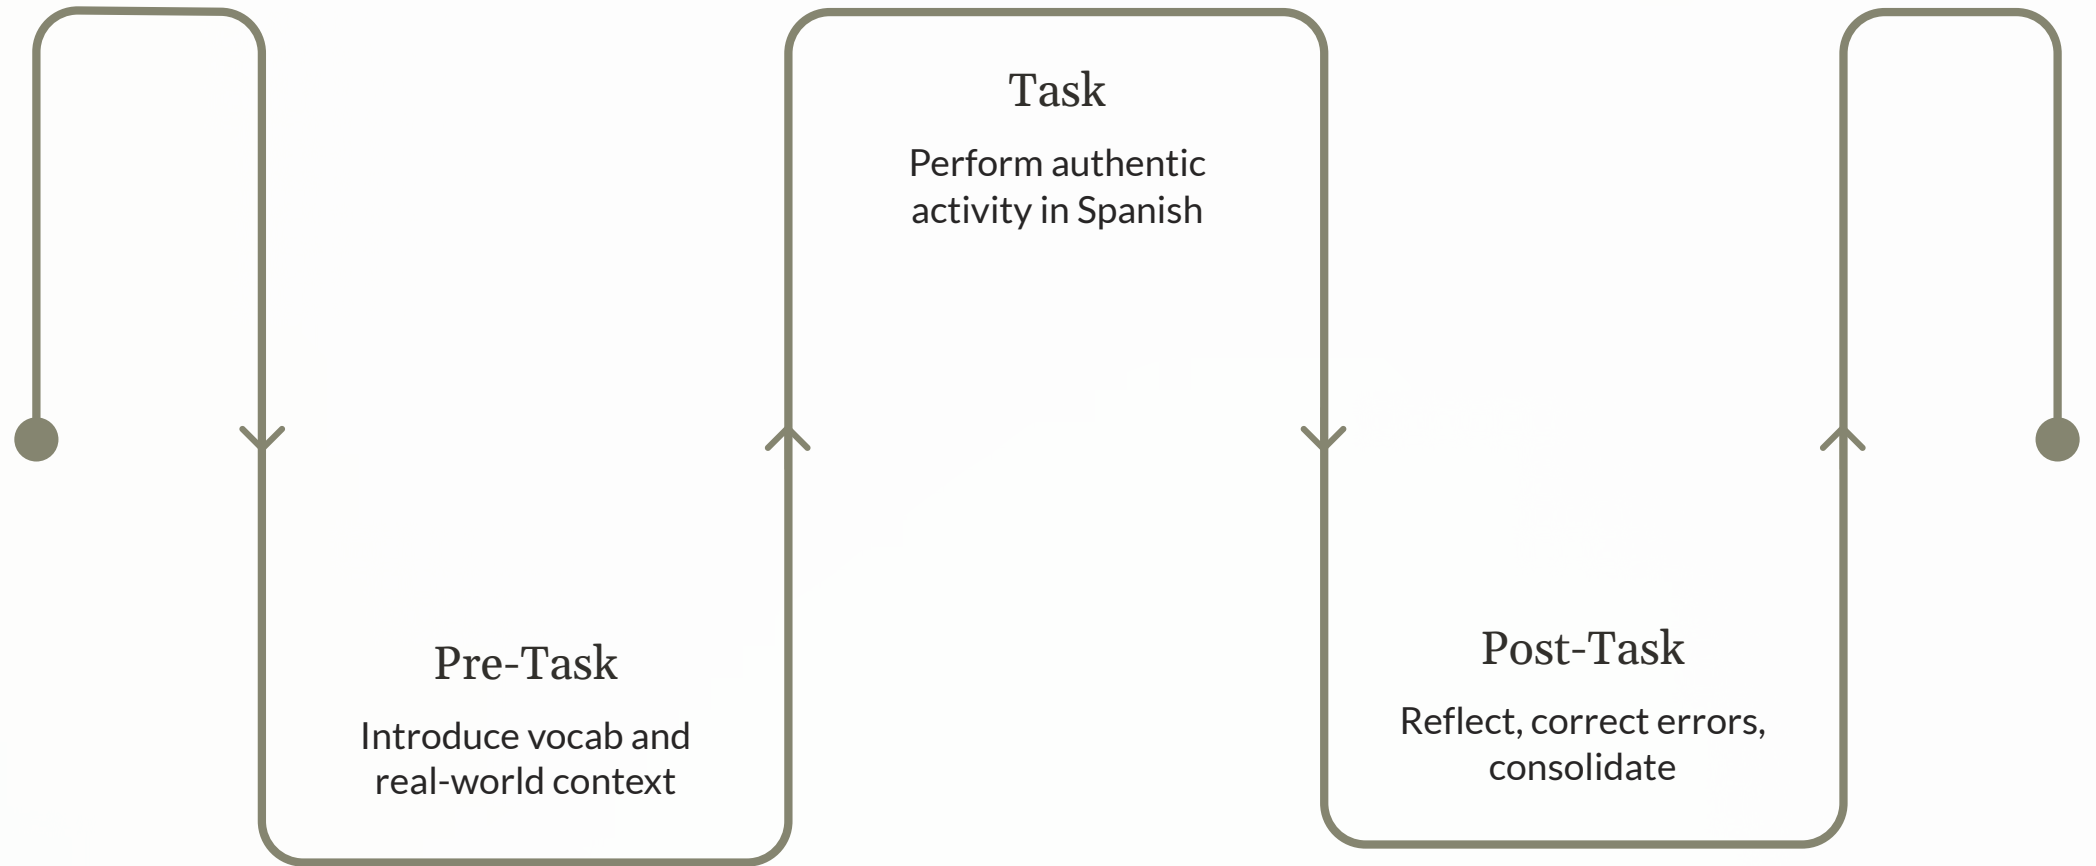 Pre-Task
Introduce vocab and
real-world context
Task
Perform authentic
activity in Spanish
Post-Task
Reflect, correct errors,
consolidate